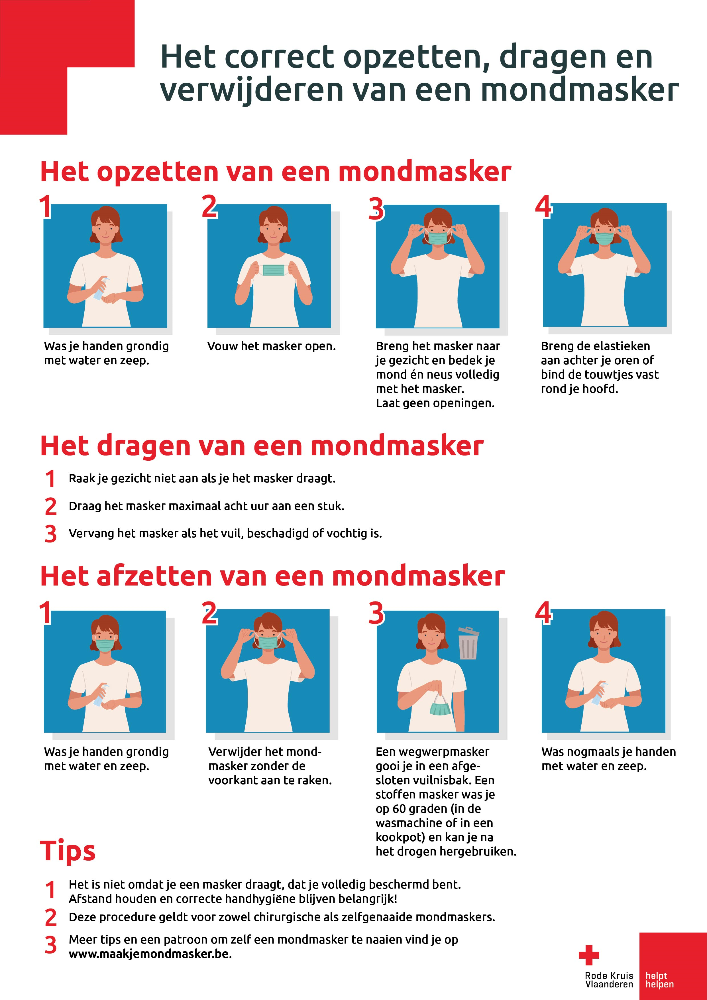 Het correct opzetten, dragen en
verwijderen van een mondmasker
Het opzetten van een mondmasker
1
Was je handen grondig
met water en zeep.
2
Vouw het masker open.
3
Breng het masker naar
je gezicht en bedek je
mond én neus volledig
met het masker.
Laat geen openingen.
4
Breng de elastieken
aan achter je oren of
bind de touwtjes vast
rond je hoofd.
Het dragen van een mondmasker
1 Raak je gezicht niet aan als je het masker draagt.
2 Draag het masker maximaal acht uur aan een stuk.
3 Vervang het masker als het vuil, beschadigd of vochtig is.
Het afzetten van een mondmasker
1
Was je handen grondig
met water en zeep.
2
Verwijder het mond-
masker zonder de
voorkant aan te raken.
3
Een wegwerpmasker
gooi je in een afge-
sloten vuilnisbak. Een
stoffen masker was je
op 60 graden (in de
wasmachine of in een
kookpot) en kan je na
het drogen hergebruiken.
4
Was nogmaals je handen
met water en zeep.
Tips
1 Het is niet omdat je een masker draagt, dat je volledig beschermd bent.
Afstand houden en correcte handhygiëne blijven belangrijk!
2 Deze procedure geldt voor zowel chirurgische als zelfgenaaide mondmaskers.
3 Meer tips en een patroon om zelf een mondmasker te naaien vind je op
www.maakjemondmasker.be.
Rode Kruis
Vlaanderen
helpt
helpen